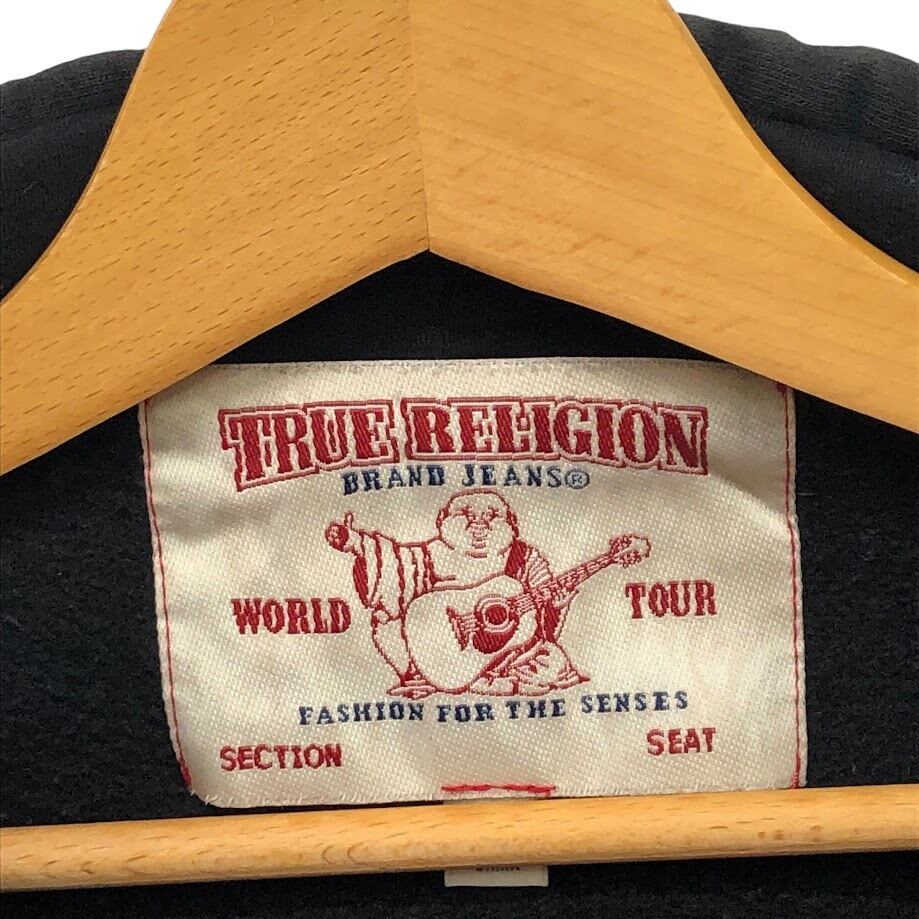 TRUE RELIGION
BRAND JEANS®
WORLD TOUR
FASHION FOR THE SENSES
SECTION SEAT